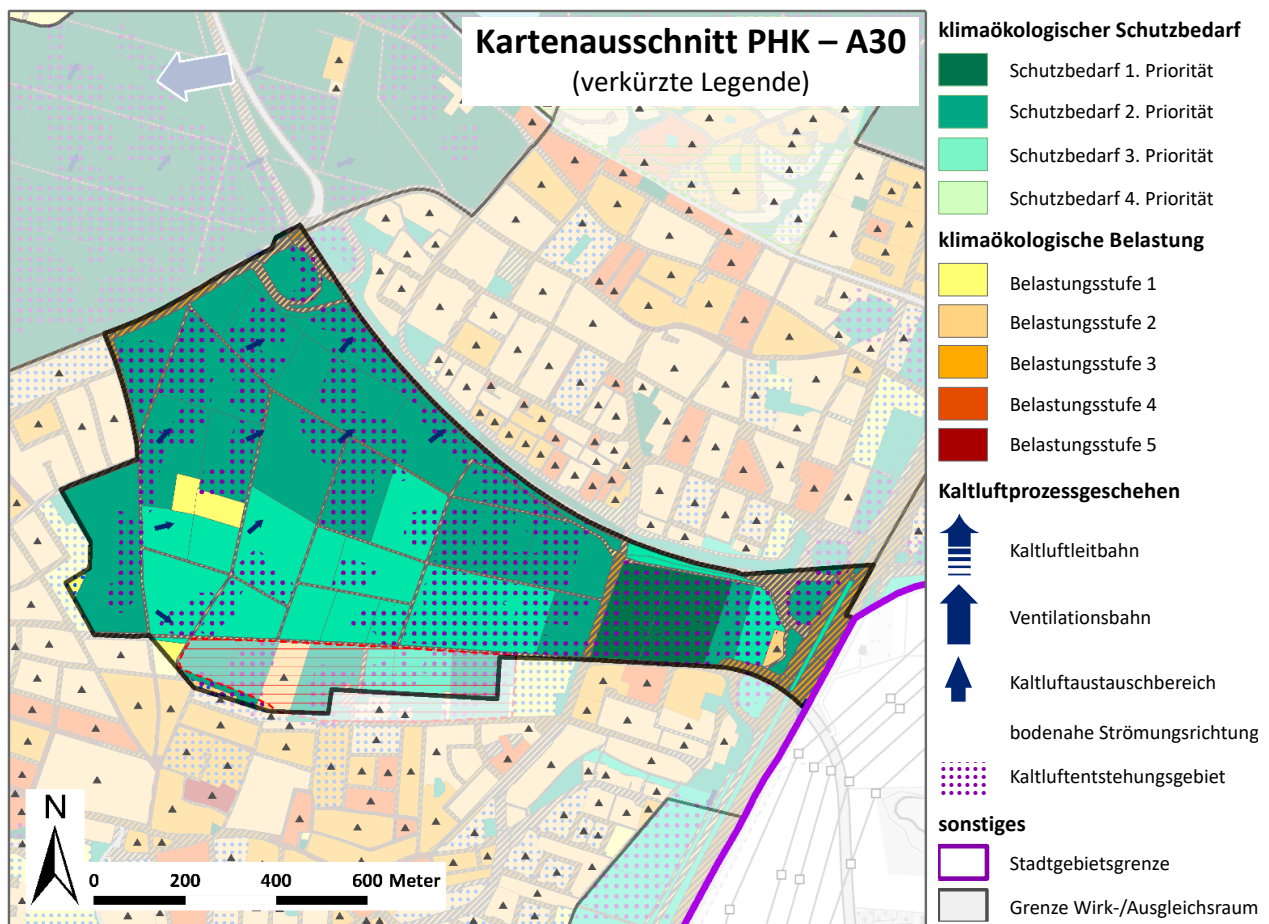 Kartenausschnitt PHK – A30
(verkürzte Legende)
N
0 200 400 600 Meter
klimaökologischer Schutzbedarf
Schutzbedarf 1. Priorität
Schutzbedarf 2. Priorität
Schutzbedarf 3. Priorität
Schutzbedarf 4. Priorität
klimaökologische Belastung
Belastungsstufe 1
Belastungsstufe 2
Belastungsstufe 3
Belastungsstufe 4
Belastungsstufe 5
Kaltluftprozessgeschehen
Kaltluftleitbahn
Ventilationsbahn
Kaltluftaustauschbereich
bodenahe Strömungsrichtung
Kaltluftentstehungsgebiet
sonstiges
Stadtgebietsgrenze
Grenze Wirk-/Ausgleichsraum